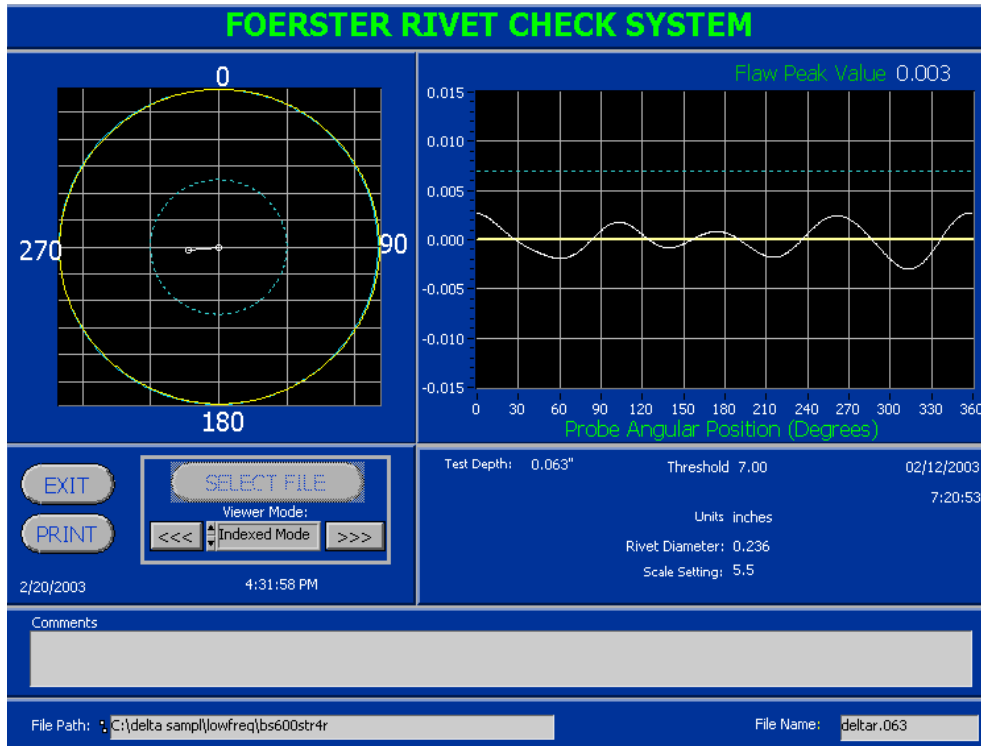 FOERSTER RIVET CHECK SYSTEM
0
270
90
180
Flaw Peak Value 0.003
0.015
0.010
0.005
0.000
-0.005
-0.010
-0.015
0 30 60 90 120 150 180 210 240 270 300 330 360
Probe Angular Position (Degrees)
EXIT
SELECT FILE
Viewer Mode:
PRINT
<<< Indexed Mode >>>
2/20/2003 4:31:58 PM
Test Depth: 0.063" Threshold 7.00 02/12/2003
7:20:53
Units inches
Rivet Diameter: 0.236
Scale Setting: 5.5
Comments
File Path: C:\delta sampl\lowfreq\bs600str4r File Name: deltar.063